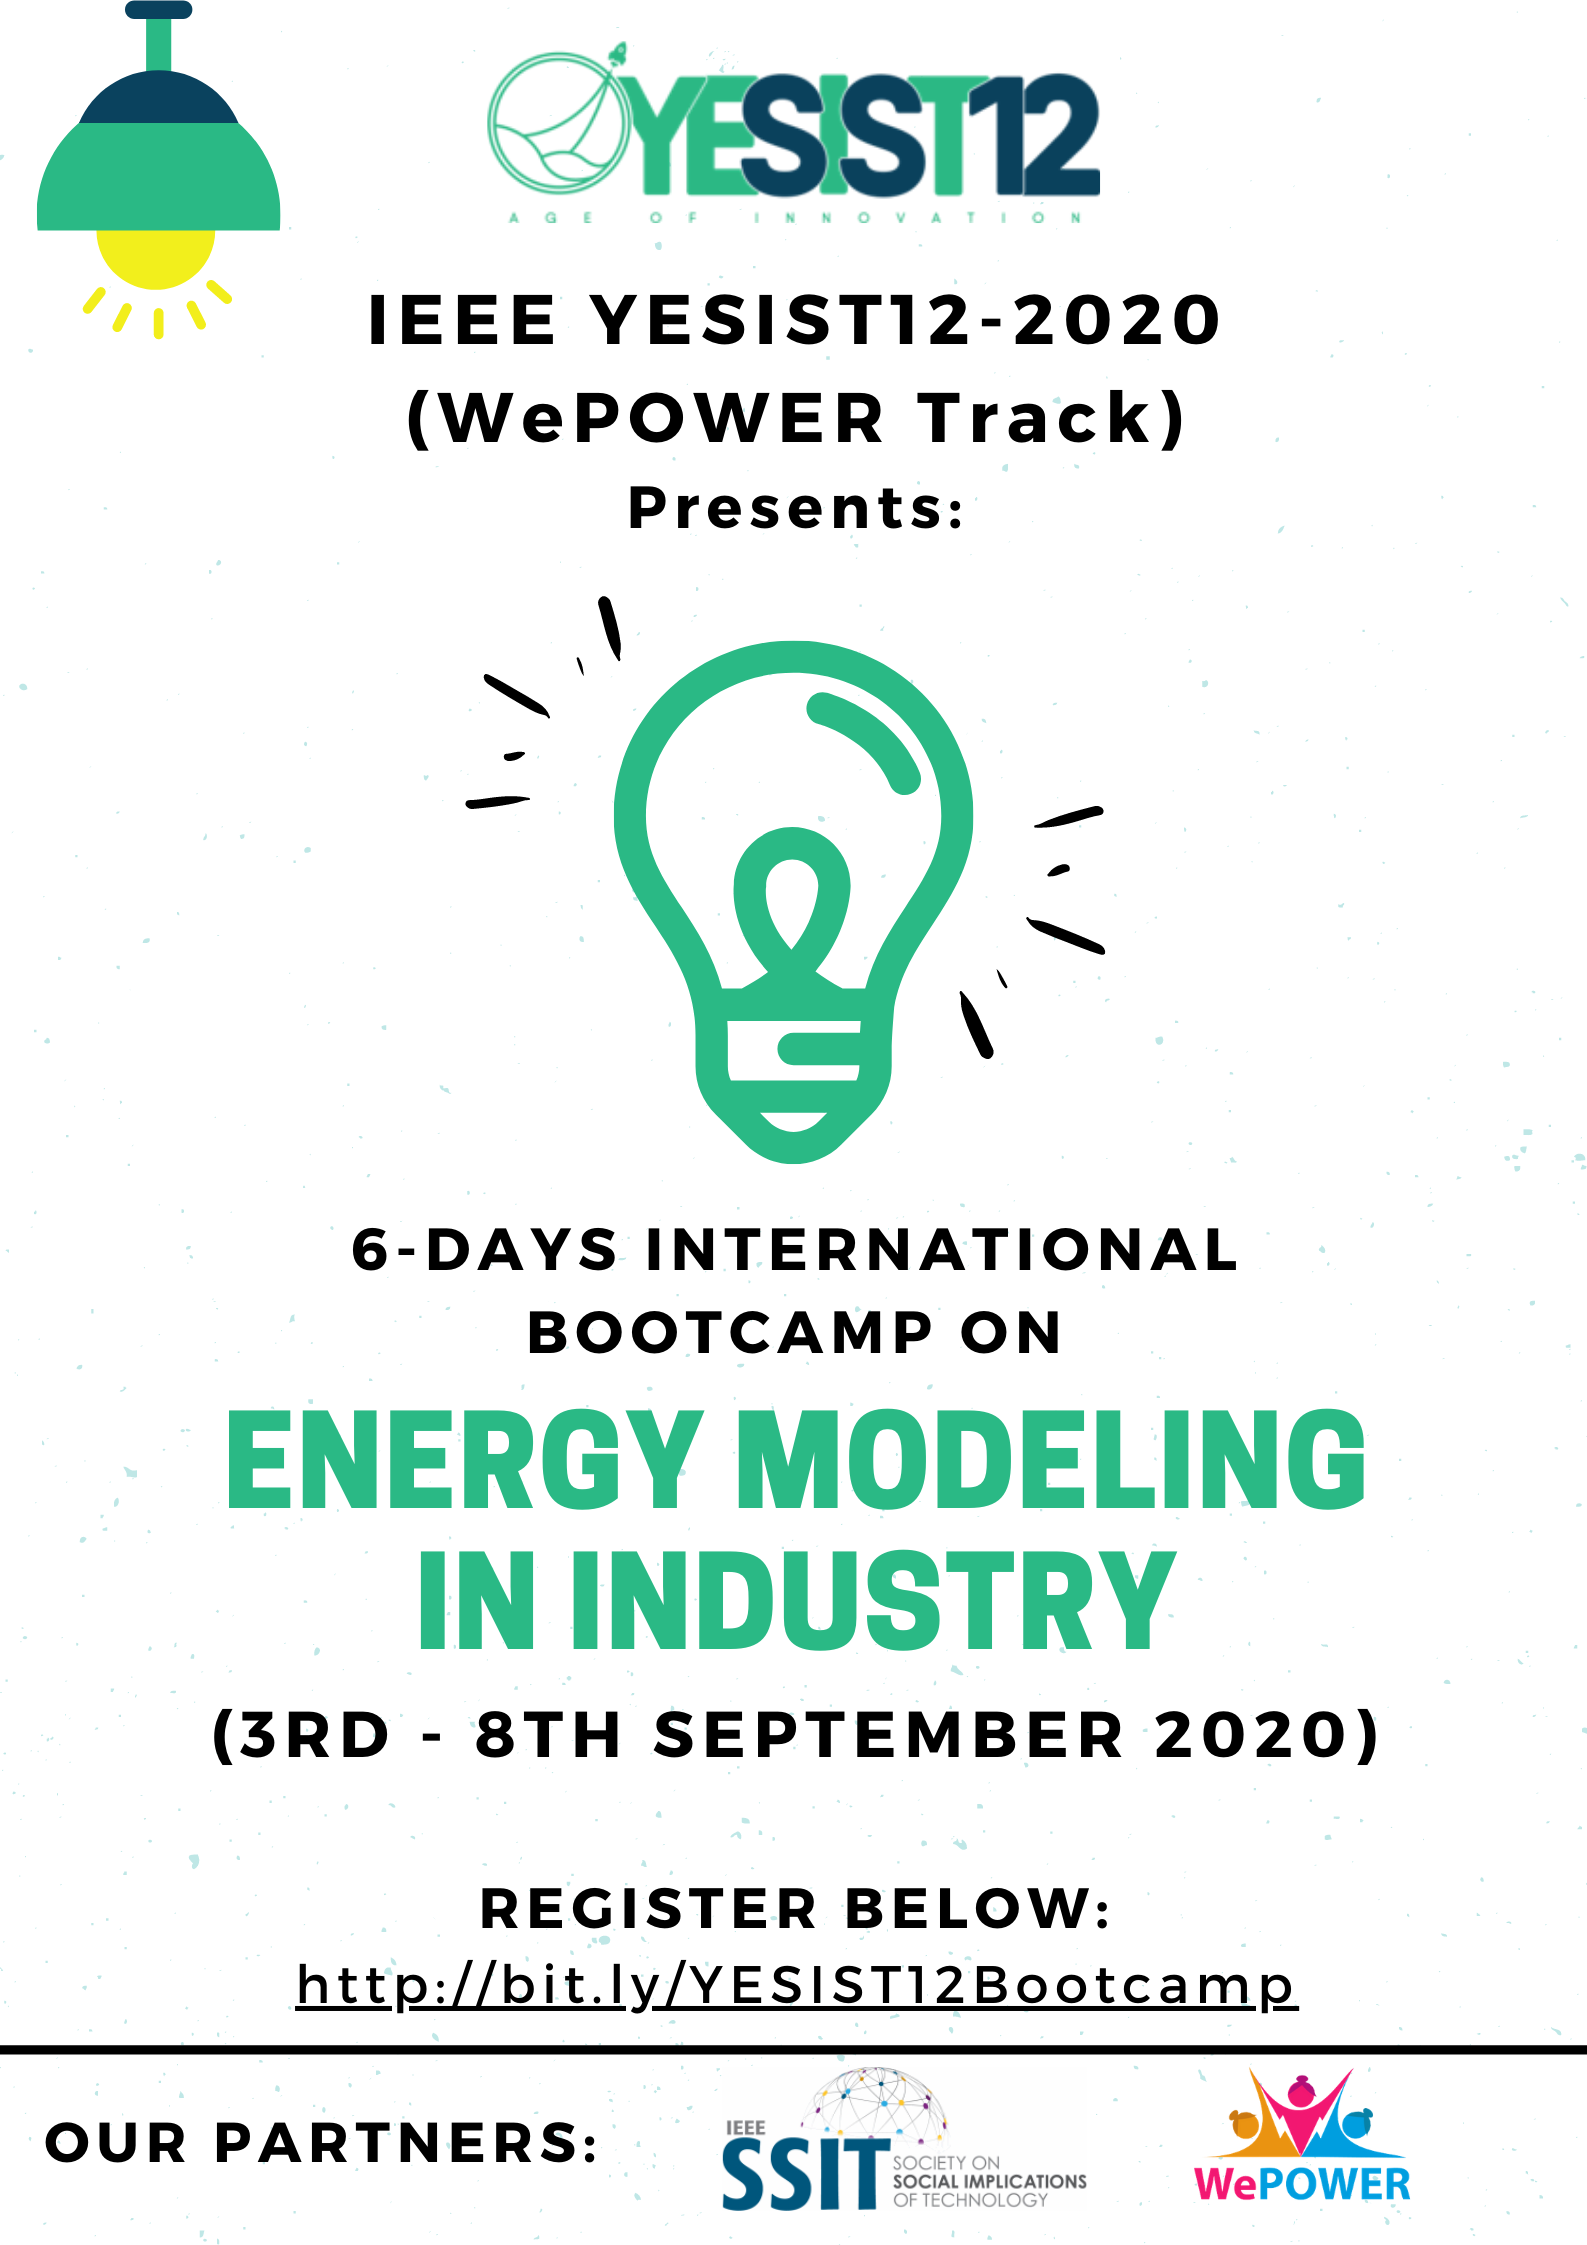 YESIST12
AGE OF INNOVATION
IEEE YESIST12-2020
(WePOWER Track)
Presents:
6-DAYS INTERNATIONAL
BOOTCAMP ON
ENERGY MODELING
IN INDUSTRY
(3RD - 8TH SEPTEMBER 2020)
REGISTER BELOW:
http://bit.ly/YESIST12Bootcamp
OUR PARTNERS:
IEEE
SSIT
SOCIETY ON
SOCIAL IMPLICATIONS
OF TECHNOLOGY
WePOWER